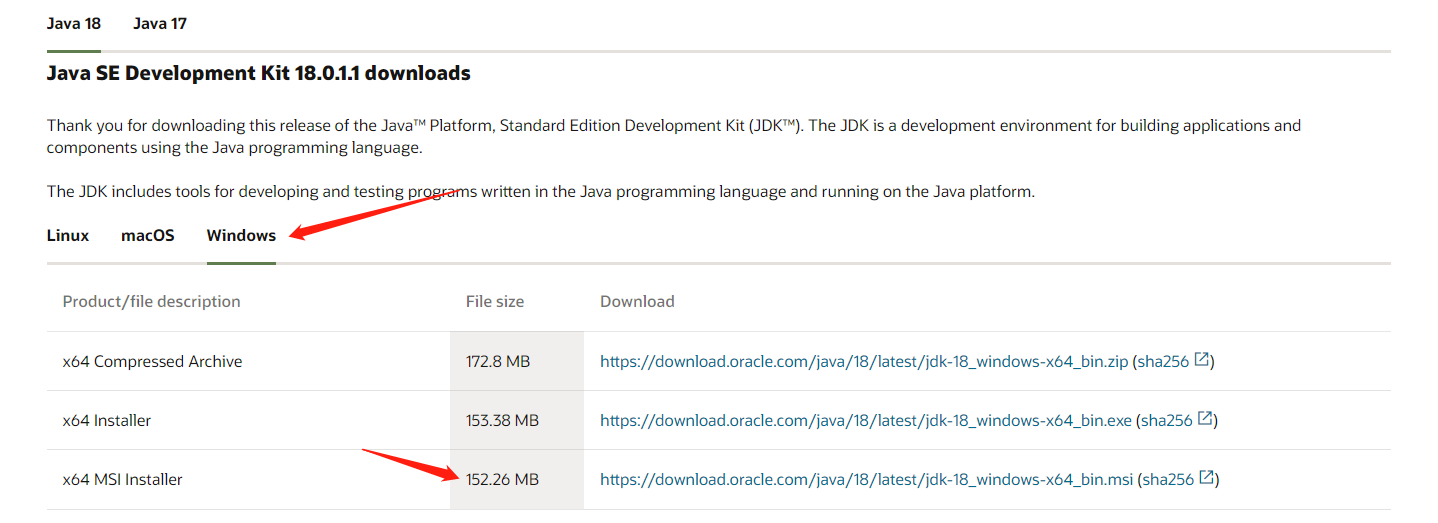 Java 18 Java 17
Java SE Development Kit 18.0.1.1 downloads
Thank you for downloading this release of the Java™ Platform, Standard Edition Development Kit (JDK™). The JDK is a development environment for building applications and
components using the Java programming language.
The JDK includes tools for developing and testing programs written in the Java programming language and running on the Java platform.
Linux macOS Windows
Product/file description File size Download
x64 Compressed Archive 172.8 MB https://download.oracle.com/java/18/latest/jdk-18_windows-x64_bin.zip (sha256)
x64 Installer 153.38 MB https://download.oracle.com/java/18/latest/jdk-18_windows-x64_bin.exe (sha256)
x64 MSI Installer 152.26 MB https://download.oracle.com/java/18/latest/jdk-18_windows-x64_bin.msi (sha256)